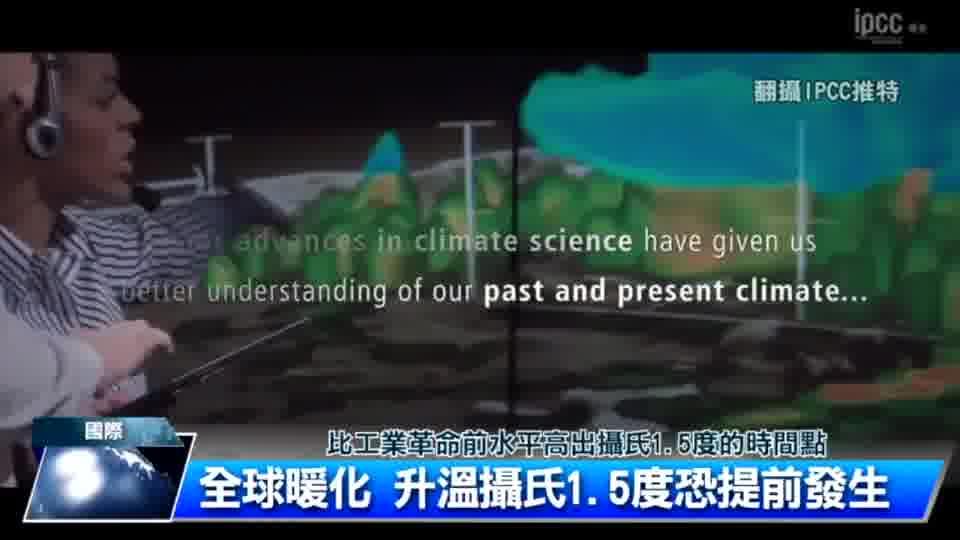 ipcc
翻攝IPCC推特
advances in climate science have given us
better understanding of our past and present climate...
國際
比工業革命前水平高出攝氏1.5度的時間點
全球暖化 升溫攝氏1.5度恐提前發生